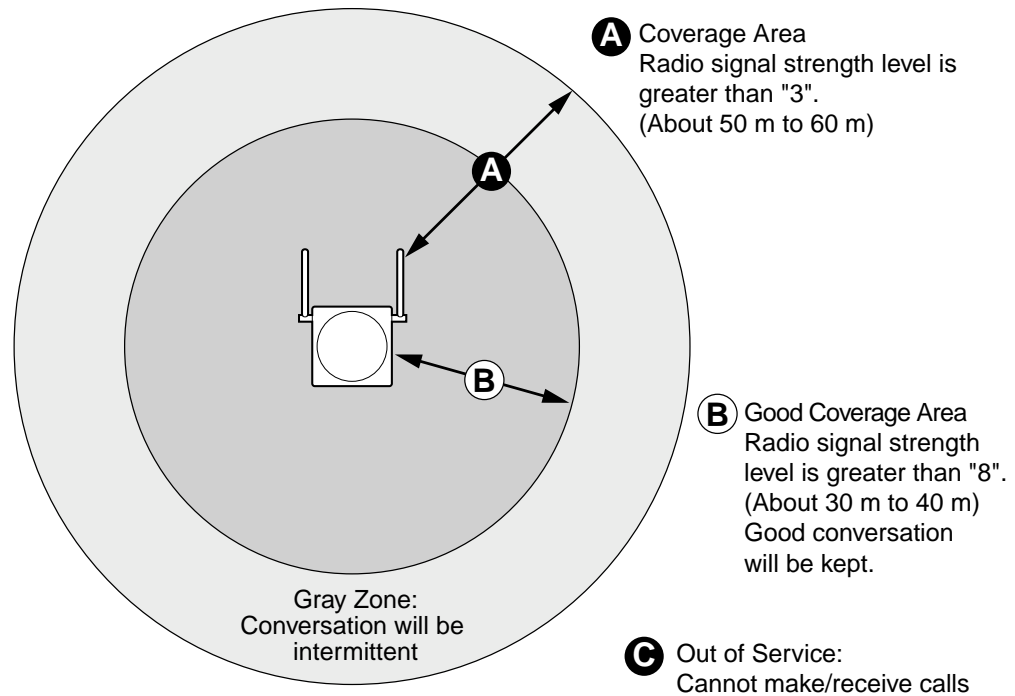 A Coverage Area
Radio signal strength level is
greater than "3".
(About 50 m to 60 m)
A
B
B Good Coverage Area
Radio signal strength
level is greater than "8".
(About 30 m to 40 m)
Good conversation
will be kept.
Gray Zone:
Conversation will be
intermittent
C Out of Service:
Cannot make/receive calls